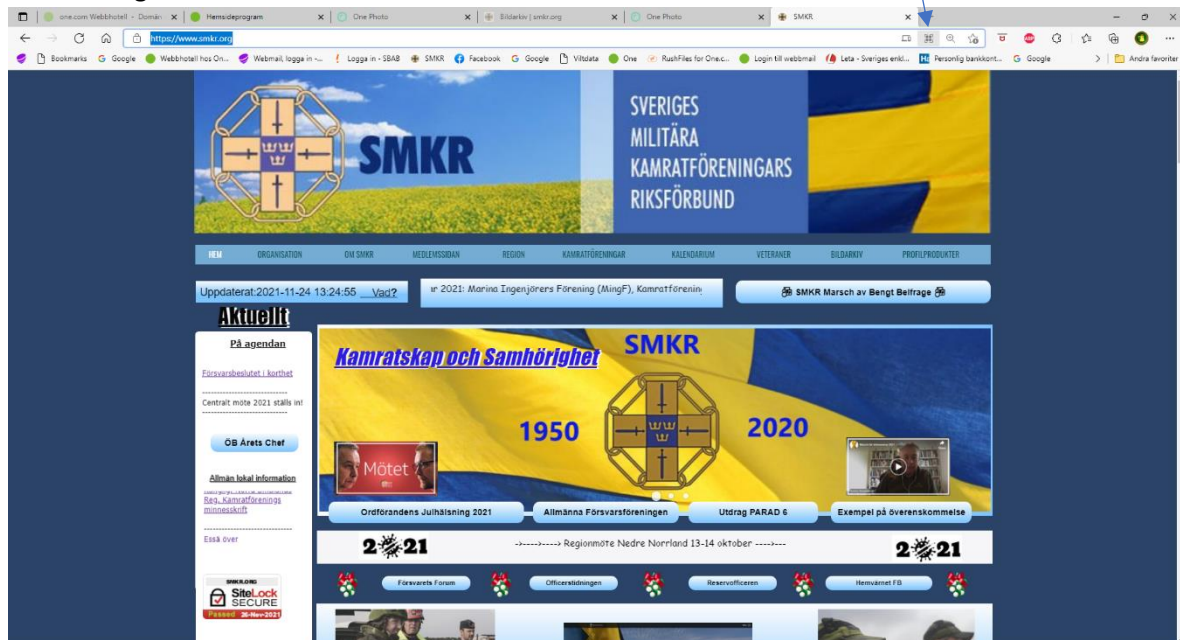 one.com Webbhotell - Domän
Hemsideprogram
One Photo
Bildarkiv | smkr.org
One Photo
SMKR
https://www.smkr.org
Bookmarks
Google
Webbhotell hos On...
Webmail, logga in -...
Logga in - SBAB
SMKR
Facebook
Google
Viltdata
One
RushFiles for One.c...
Login till webbmail
Leta - Sveriges enkl...
Personlig bankkont...
Google
Andra favoriter
SMKR
SVERIGES
MILITÄRA
KAMRATFÖRENINGARS
RIKSFÖRBUND
HEM
ORGANISATION
OM SMKR
MEDLEMSSIDAN
REGION
KAMRATFÖRENINGAR
KALENDARIUM
VETERANER
BILDARKIV
PROFILPRODUKTER
Uppdaterat:2021-11-24 13:24:55 Vad?
ır 2021: Marina Ingenjörers Förening (MingF), Kamratförenin
SMKR Marsch av Bengt Belfrage
Aktuellt
På agendan
Försvarsbeslutet i korthet
----------------------------
Centralt möte 2021 ställs in!
----------------------------
ÖB Årets Chef
Allmän lokal information
Reg. Kamratförenings
minnesskrift
----------------------------
Essä över
SMKR.ORG
SiteLock
SECURE
Passed 26-Nov-2021
Kamratskap och Samhörighet
SMKR
1950
2020
Mötet
Ordförandens Julhälsning 2021
Allmänna Försvarsföreningen
Utdrag PARAD 6
Exempel på överenskommelse
2021
->---->----> Regionmöte Nedre Norrland 13-14 oktober ---->---
2021
Försvarets Forum
Officerstidningen
Reservofficeren
Hemvärnet FB